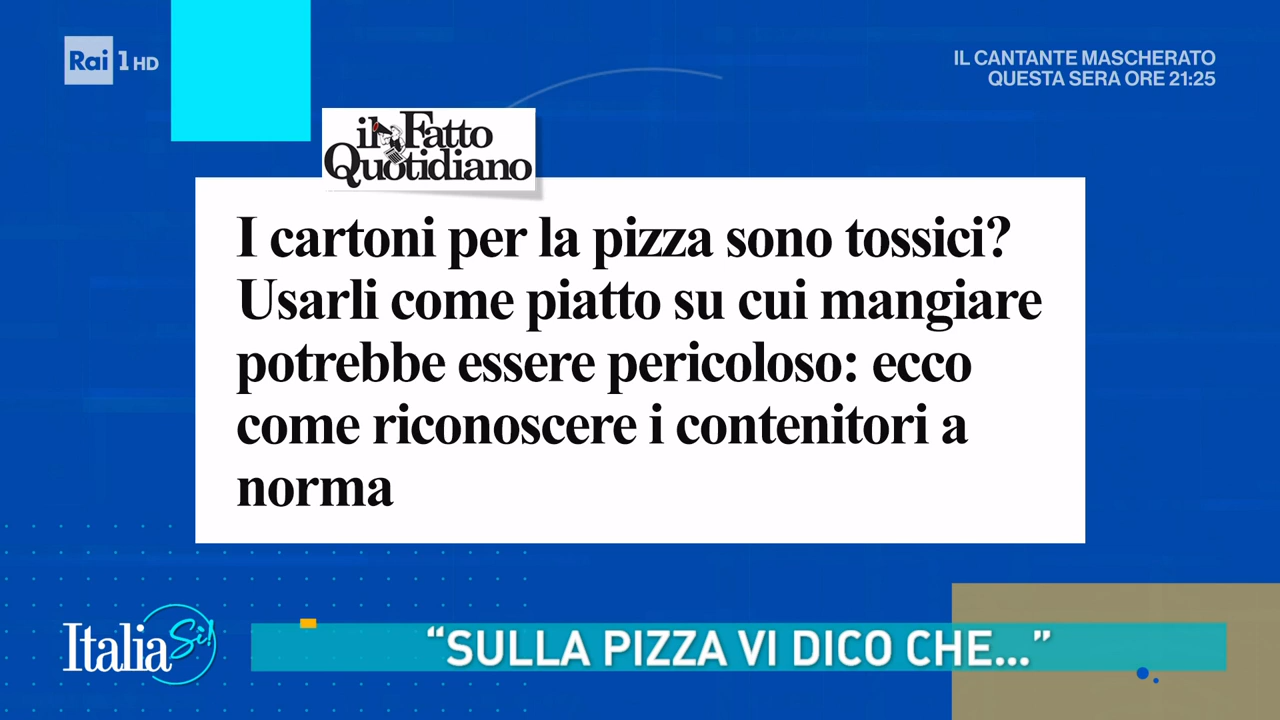 Rai 1 HD
IL CANTANTE MASCHERATO
QUESTA SERA ORE 21:25
il Fatto
Quotidiano
I cartoni per la pizza sono tossici?
Usarli come piatto su cui mangiare
potrebbe essere pericoloso: ecco
come riconoscere i contenitori a
norma
Italia Sì!
“SULLA PIZZA VI DICO CHE...”